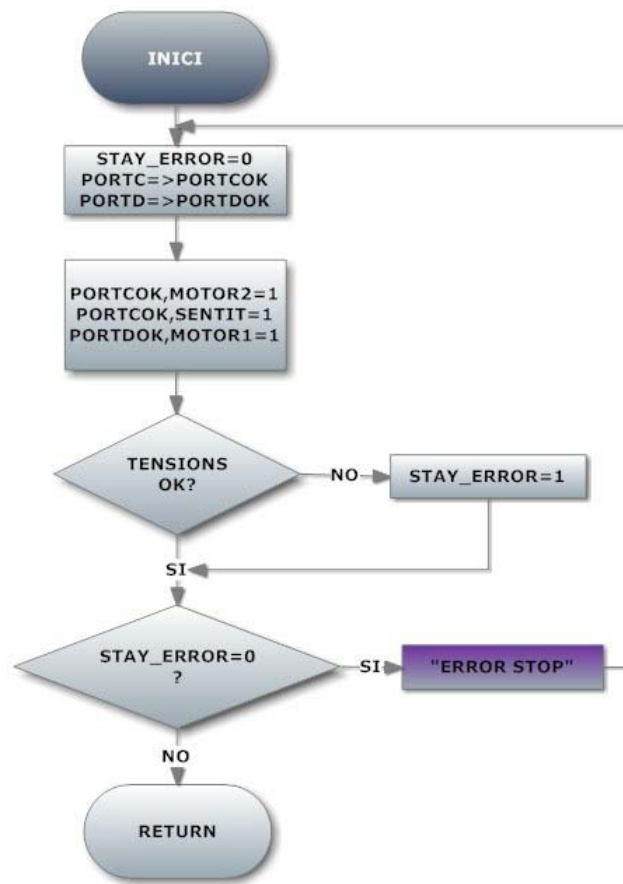 INICI
STAY_ERROR=0
PORTC=>PORTCOK
PORTD=>PORTDOK
PORTCOK,MOTOR2=1
PORTCOK,SENTIT=1
PORTDOK,MOTOR1=1
TENSIONS
OK?
NO
STAY_ERROR=1
SI
STAY_ERROR=0
?
SI
"ERROR STOP"
NO
RETURN